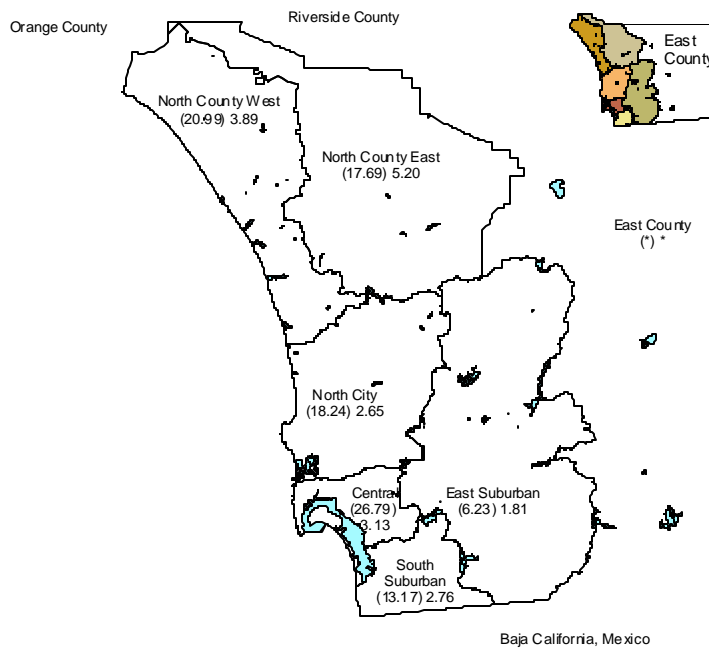 Riverside County
Orange County
East
County
North County West
(20.99) 3.89
North County East
(17.69) 5.20
East County
(*) *
North City
(18.24) 2.65
Central
(26.79)
3.13
East Suburban
(6.23) 1.81
South
Suburban
(13.17) 2.76
Baja California, Mexico